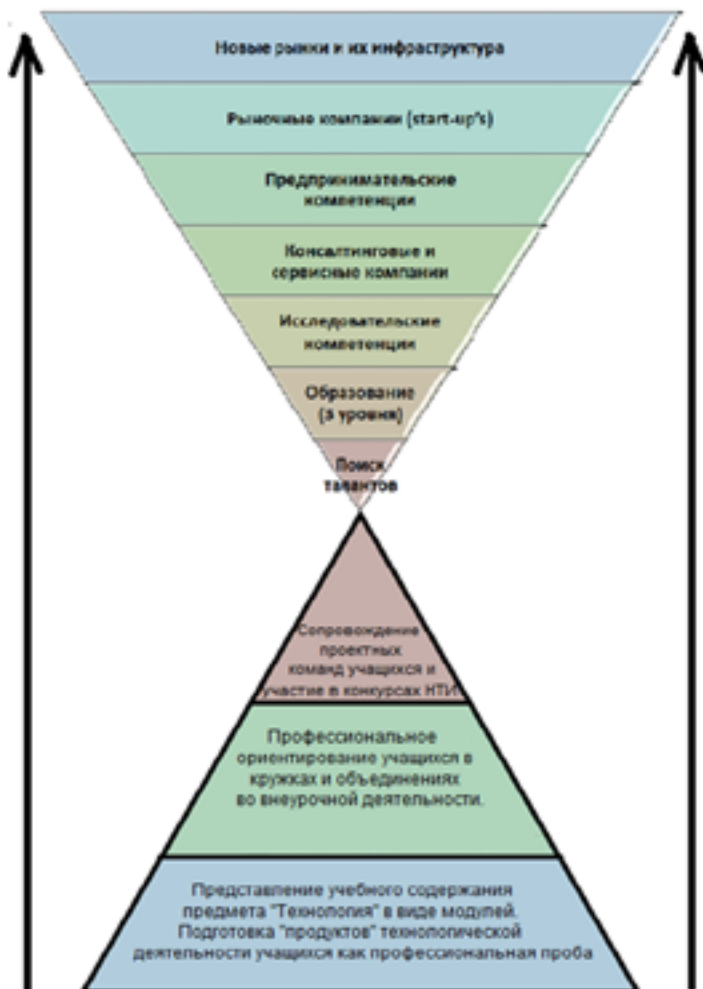 Новые рынки и их инфраструктура
Рыночные компании (start-up's)
Предпринимательские
компетенции
Консалтинговые и
сервисные компании
Исследовательские
компетенции
Образование
(3 уровня)
Поиск
талантов
Сопровождение
проектных
команд учащихся и
участие в конкурсах НТИ
Профессиональное
ориентирование учащихся в
кружках и объединениях
во внеурочной деятельности.
Представление учебного содержания
предмета "Технология" в виде модулей.
Подготовка "продуктов" технологической
деятельности учащихся как профессиональная проба